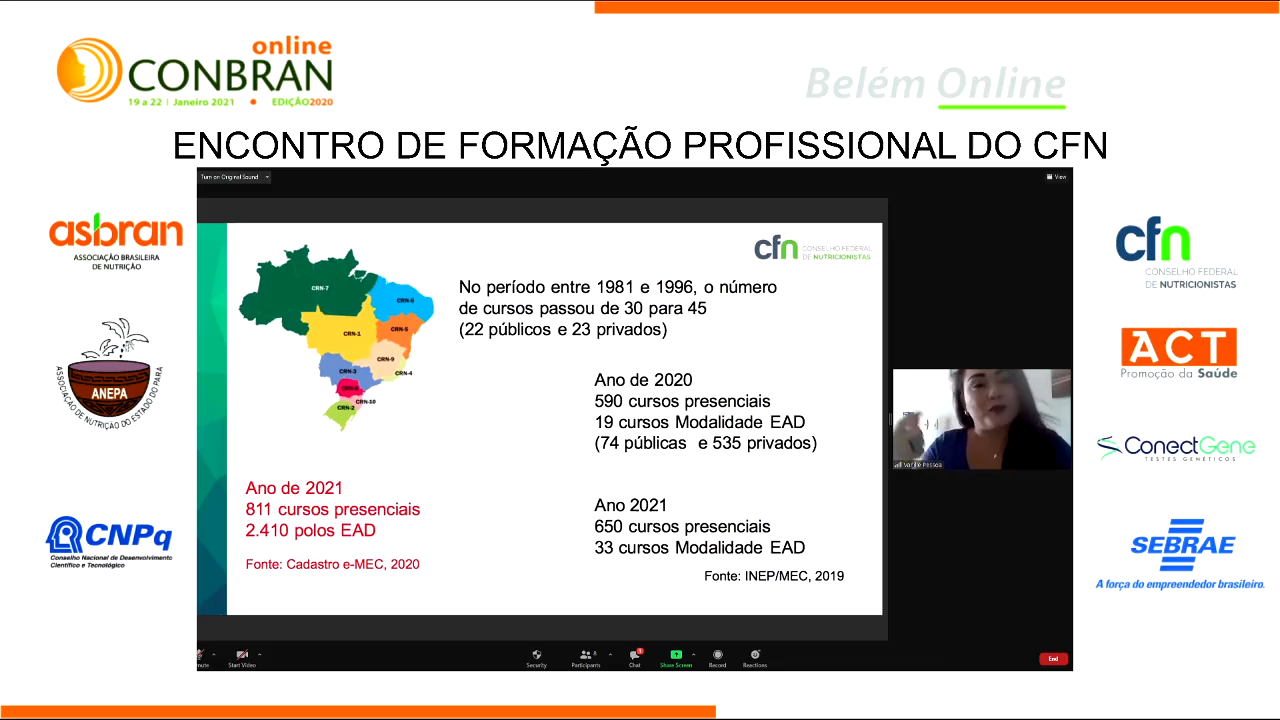 online
CONBRAN
19 a 22 | Janeiro 2021 • EDIÇÃO2020
Belém Online
ENCONTRO DE FORMAÇÃO PROFISSIONAL DO CFN
Turn on Original Sound
View
asbran
ASSOCIAÇÃO BRASILEIRA
DE NUTRIÇÃO
ANEPA
ASSOCIAÇÃO DE NUTRIÇÃO DO ESTADO DO PARÁ
CNPq
Conselho Nacional de Desenvolvimento
Científico e Tecnológico
CRN-7
CRN-6
CRN-1
CRN-5
CRN-9
CRN-3
CRN-4
CRN-10
CRN-2
cfn CONSELHO FEDERAL
DE NUTRICIONISTAS
No período entre 1981 e 1996, o número
de cursos passou de 30 para 45
(22 públicos e 23 privados)
Ano de 2020
590 cursos presenciais
19 cursos Modalidade EAD
(74 públicas e 535 privados)
Ano de 2021
811 cursos presenciais
2.410 polos EAD
Fonte: Cadastro e-MEC, 2020
Ano 2021
650 cursos presenciais
33 cursos Modalidade EAD
Fonte: INEP/MEC, 2019
Pessoa
Start Video
Security
Participants
8
Chat
Share Screen
Record
Reactions
End
cfn
CONSELHO FEDERAL
DE NUTRICIONISTAS
ACT
Promoção da Saúde
ConectGene
TESTES GENÉTICOS
SEBRAE
A força do empreendedor brasileiro.